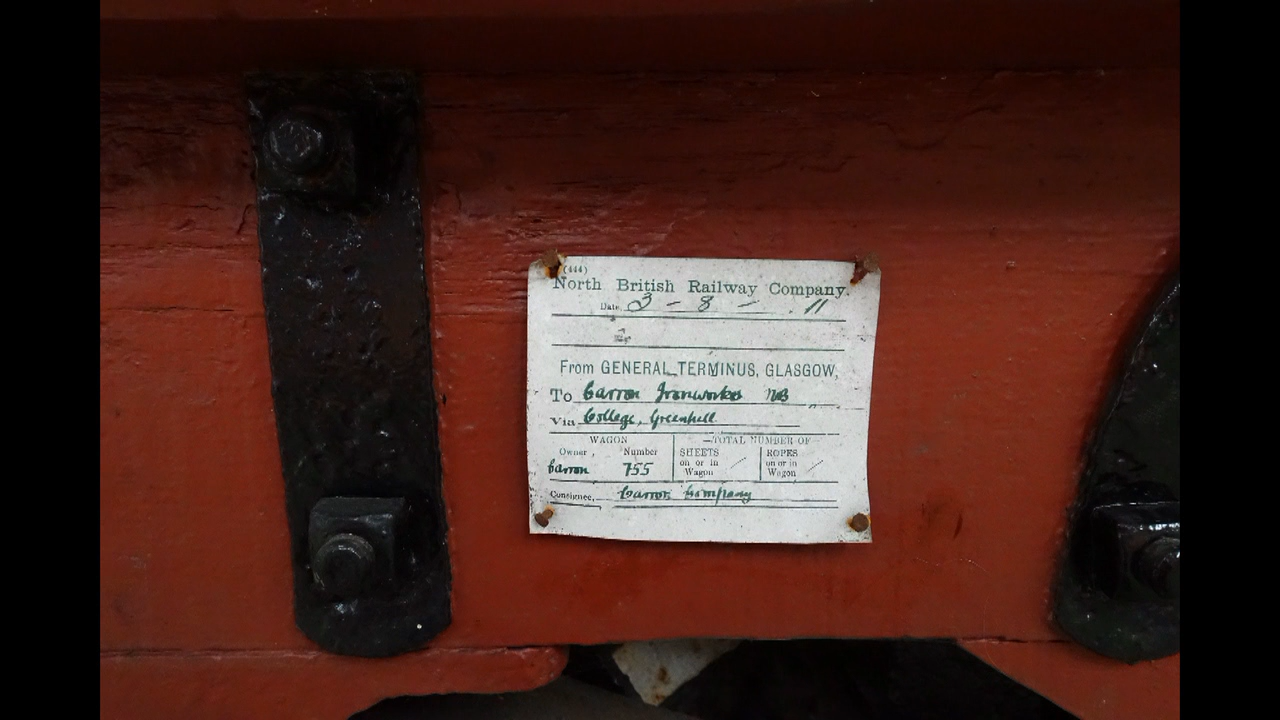 (444)
North British Railway Company.
Date 3 - 8 - 11
From GENERAL TERMINUS, GLASGOW,
To Carron Ironworks NB
Via College, Greenhill
WAGON
TOTAL NUMBER OF
Owner, Number SHEETS ROPES
on or in on or in
Carron 755 Wagon / Wagon /
Consignee, Carron Company